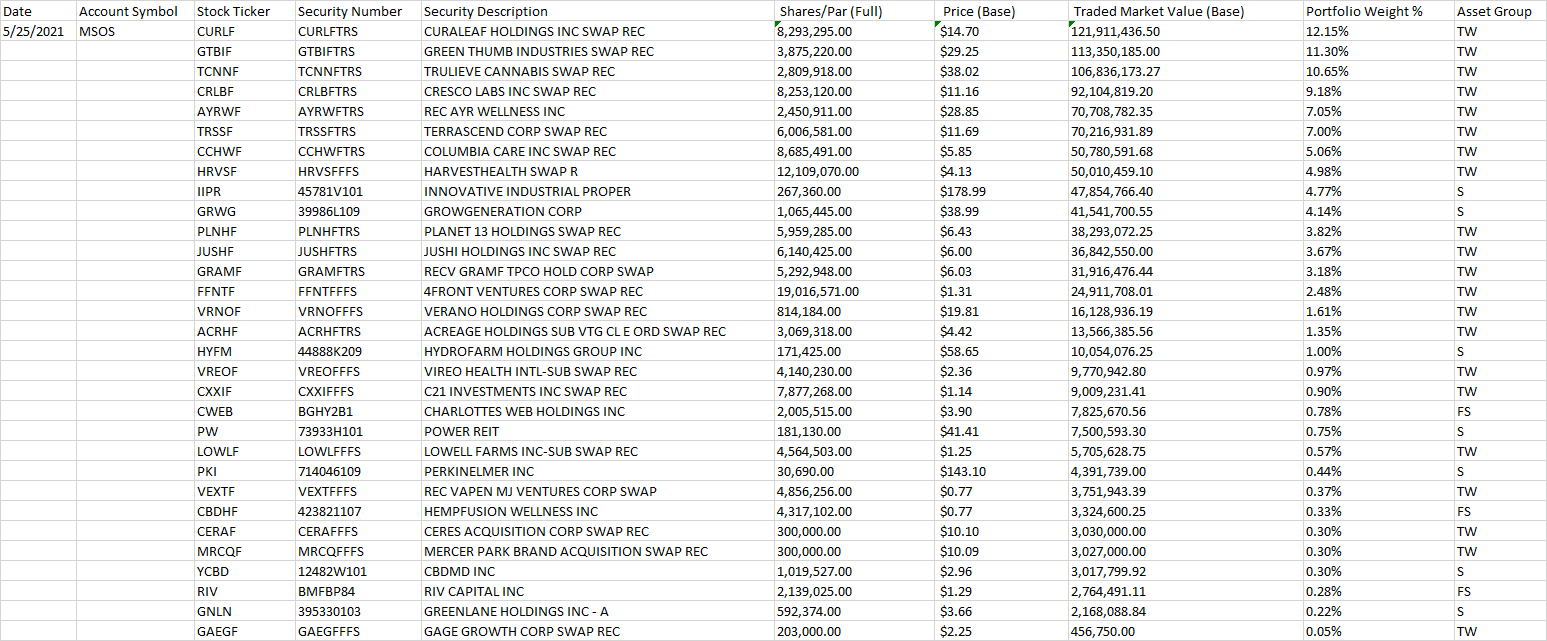 Date Account Symbol Stock Ticker Security Number Security Description Shares/Par (Full) Price (Base) Traded Market Value (Base) Portfolio Weight % Asset Group
5/25/2021 MSOS CURLF CURLFTRS CURALEAF HOLDINGS INC SWAP REC 8,293,295.00 $14.70 121,911,436.50 12.15% TW
GTBIF GTBIFTRS GREEN THUMB INDUSTRIES SWAP REC 3,875,220.00 $29.25 113,350,185.00 11.30% TW
TCNNF TCNNFTRS TRULIEVE CANNABIS SWAP REC 2,809,918.00 $38.02 106,836,173.27 10.65% TW
CRLBF CRLBFTRS CRESCO LABS INC SWAP REC 8,253,120.00 $11.16 92,104,819.20 9.18% TW
AYRWF AYRWFTRS REC AYR WELLNESS INC 2,450,911.00 $28.85 70,708,782.35 7.05% TW
TRSSF TRSSFTRS TERRASCEND CORP SWAP REC 6,006,581.00 $11.69 70,216,931.89 7.00% TW
CCHWF CCHWFTRS COLUMBIA CARE INC SWAP REC 8,685,491.00 $5.85 50,780,591.68 5.06% TW
HRVSF HRVSFFFS HARVESTHEALTH SWAP R 12,109,070.00 $4.13 50,010,459.10 4.98% TW
IIPR 45781V101 INNOVATIVE INDUSTRIAL PROPER 267,360.00 $178.99 47,854,766.40 4.77% S
GRWG 39986L109 GROWGENERATION CORP 1,065,445.00 $38.99 41,541,700.55 4.14% S
PLNHF PLNHFTRS PLANET 13 HOLDINGS SWAP REC 5,959,285.00 $6.43 38,293,072.25 3.82% TW
JUSHF JUSHFTRS JUSHI HOLDINGS INC SWAP REC 6,140,425.00 $6.00 36,842,550.00 3.67% TW
GRAMF GRAMFTRS RECV GRAMF TPCO HOLD CORP SWAP 5,292,948.00 $6.03 31,916,476.44 3.18% TW
FFNTF FFNTFFFS 4FRONT VENTURES CORP SWAP REC 19,016,571.00 $1.31 24,911,708.01 2.48% TW
VRNOF VRNOFFFS VERANO HOLDINGS CORP SWAP REC 814,184.00 $19.81 16,128,936.19 1.61% TW
ACRHF ACRHFTRS ACREAGE HOLDINGS SUB VTG CL E ORD SWAP REC 3,069,318.00 $4.42 13,566,385.56 1.35% TW
HYFM 44888K209 HYDROFARM HOLDINGS GROUP INC 171,425.00 $58.65 10,054,076.25 1.00% S
VREOF VREOFFFS VIREO HEALTH INTL-SUB SWAP REC 4,140,230.00 $2.36 9,770,942.80 0.97% TW
CXXIF CXXIFFFS C21 INVESTMENTS INC SWAP REC 7,877,268.00 $1.14 9,009,231.41 0.90% TW
CWEB BGHY2B1 CHARLOTTES WEB HOLDINGS INC 2,005,515.00 $3.90 7,825,670.56 0.78% FS
PW 73933H101 POWER REIT 181,130.00 $41.41 7,500,593.30 0.75% S
LOWLF LOWLFFFS LOWELL FARMS INC-SUB SWAP REC 4,564,503.00 $1.25 5,705,628.75 0.57% TW
PKI 714046109 PERKINELMER INC 30,690.00 $143.10 4,391,739.00 0.44% S
VEXTF VEXTFFFS REC VAPEN MJ VENTURES CORP SWAP 4,856,256.00 $0.77 3,751,943.39 0.37% TW
CBDHF 423821107 HEMPFUSION WELLNESS INC 4,317,102.00 $0.77 3,324,600.25 0.33% FS
CERAF CERAFFFS CERES ACQUISITION CORP SWAP REC 300,000.00 $10.10 3,030,000.00 0.30% TW
MRCQF MRCQFFFS MERCER PARK BRAND ACQUISITION SWAP REC 300,000.00 $10.09 3,027,000.00 0.30% TW
YCBD 12482W101 CBDMD INC 1,019,527.00 $2.96 3,017,799.92 0.30% S
RIV BMFBP84 RIV CAPITAL INC 2,139,025.00 $1.29 2,764,491.11 0.28% FS
GNLN 395330103 GREENLANE HOLDINGS INC - A 592,374.00 $3.66 2,168,088.84 0.22% S
GAEGF GAEGFFFS GAGE GROWTH CORP SWAP REC 203,000.00 $2.25 456,750.00 0.05% TW